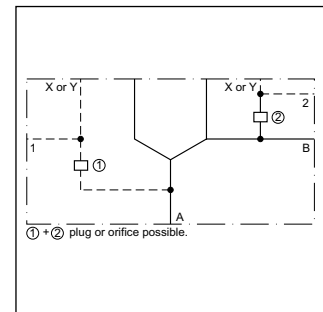 X or Y X or Y
2
1 ② B
①
A
① + ② plug or orifice possible.